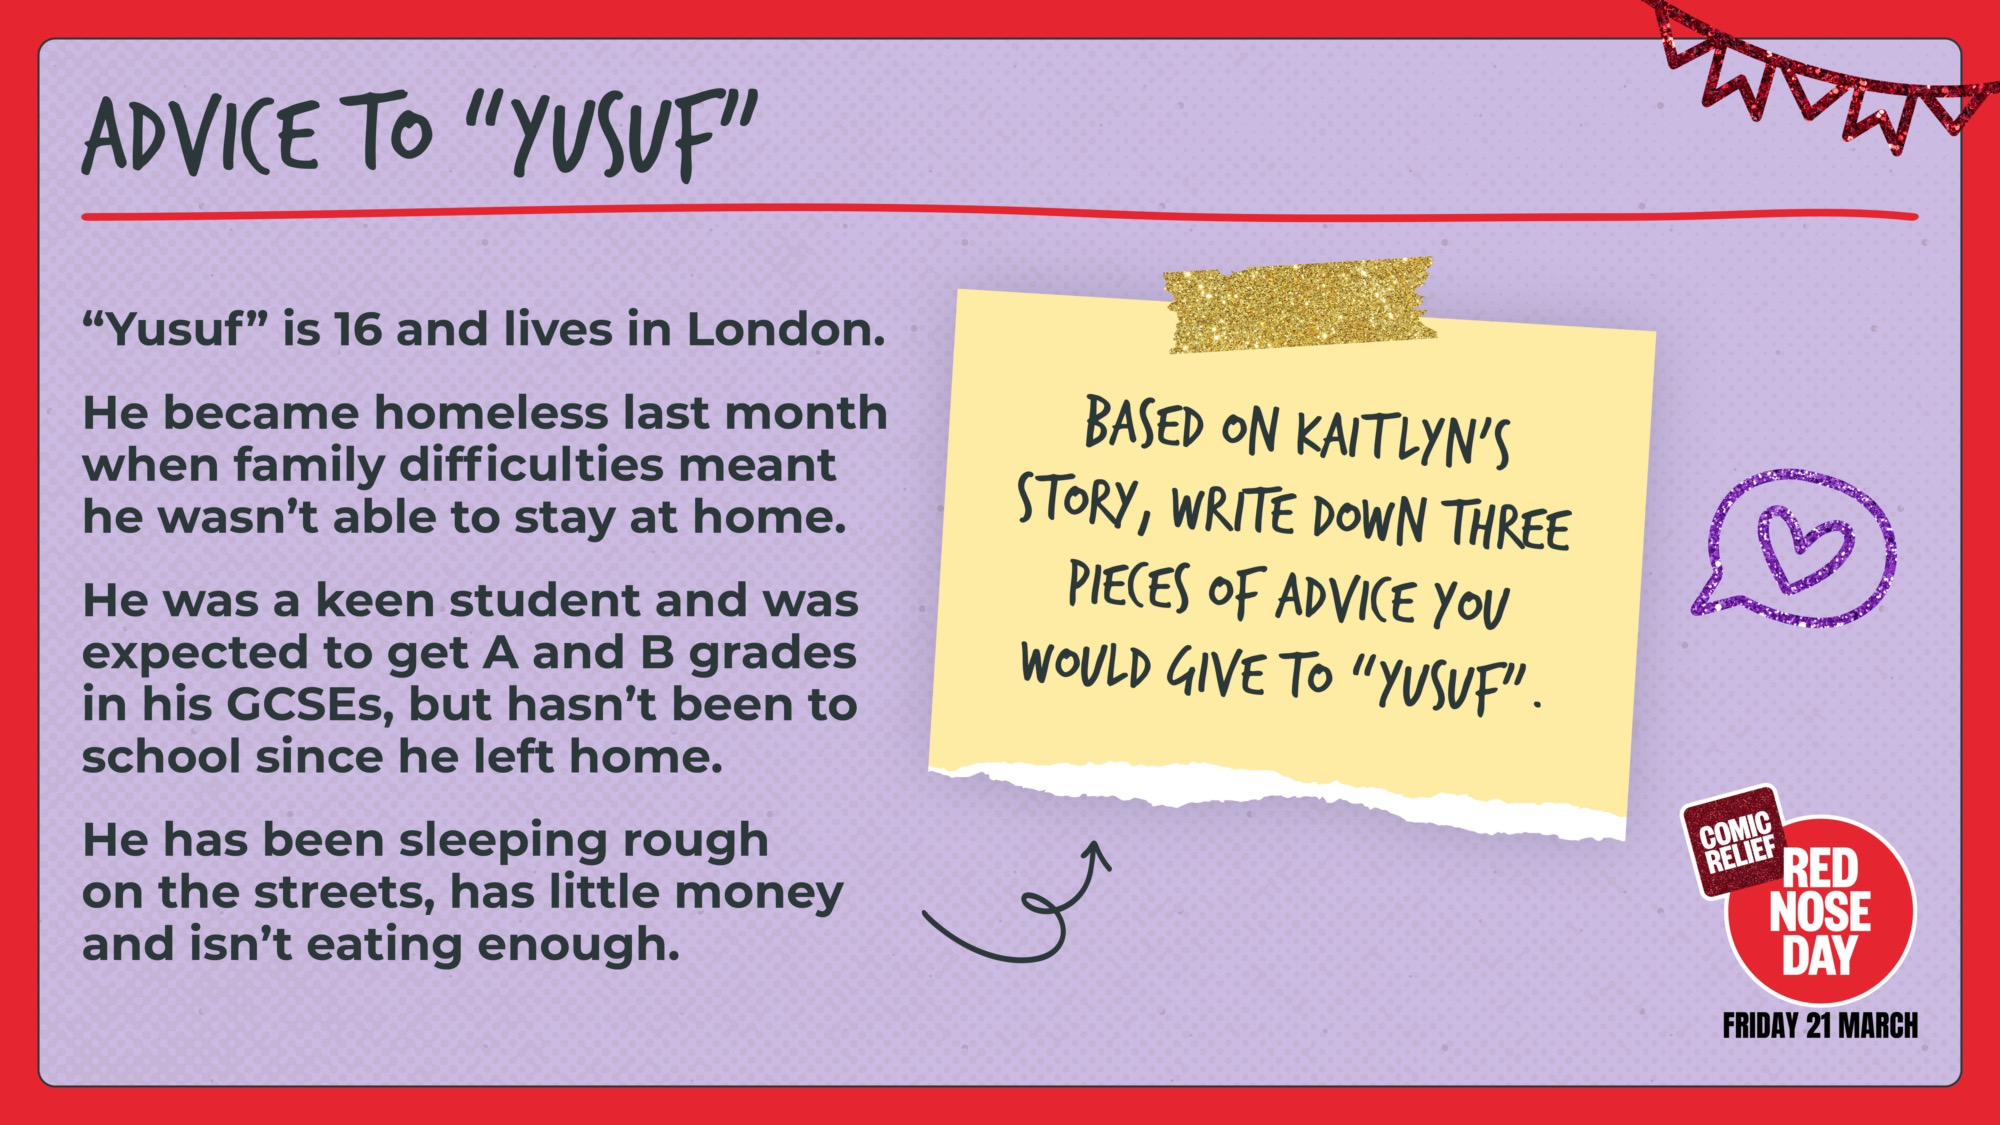 ADVICE TO “YUSUF”
“Yusuf” is 16 and lives in London.
He became homeless last month
when family difficulties meant
he wasn’t able to stay at home.
He was a keen student and was
expected to get A and B grades
in his GCSEs, but hasn’t been to
school since he left home.
He has been sleeping rough
on the streets, has little money
and isn’t eating enough.
BASED ON KAITLYN’S
STORY, WRITE DOWN THREE
PIECES OF ADVICE YOU
WOULD GIVE TO “YUSUF”.
COMIC
RELIEF
RED
NOSE
DAY
FRIDAY 21 MARCH